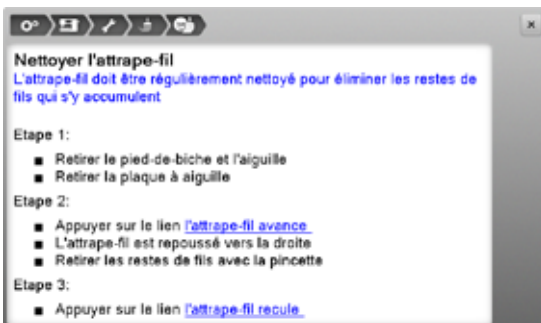 Nettoyer l'attrape-fil
L'attrape-fil doit être régulièrement nettoyé pour éliminer les restes de
fils qui s'y accumulent
Etape 1:
■ Retirer le pied-de-biche et l'aiguille
■ Retirer la plaque à aiguille
Etape 2:
■ Appuyer sur le lien l'attrape-fil avance
■ L'attrape-fil est repoussé vers la droite
■ Retirer les restes de fils avec la pincette
Etape 3:
■ Appuyer sur le lien l'attrape-fil recule